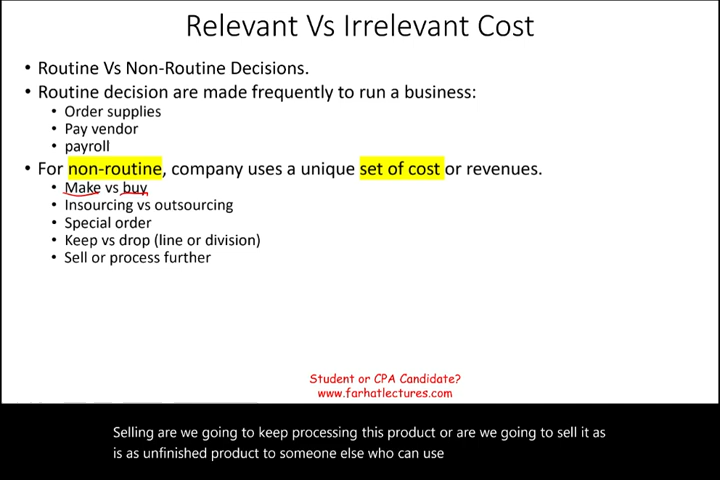 Relevant Vs Irrelevant Cost
• Routine Vs Non-Routine Decisions.
• Routine decision are made frequently to run a business:
• Order supplies
• Pay vendor
• payroll
• For non-routine, company uses a unique set of cost or revenues.
• Make vs buy
• Insourcing vs outsourcing
• Special order
• Keep vs drop (line or division)
• Sell or process further
Student or CPA Candidate?
www.farhatlectures.com
Selling are we going to keep processing this product or are we going to sell it as
is as unfinished product to someone else who can use